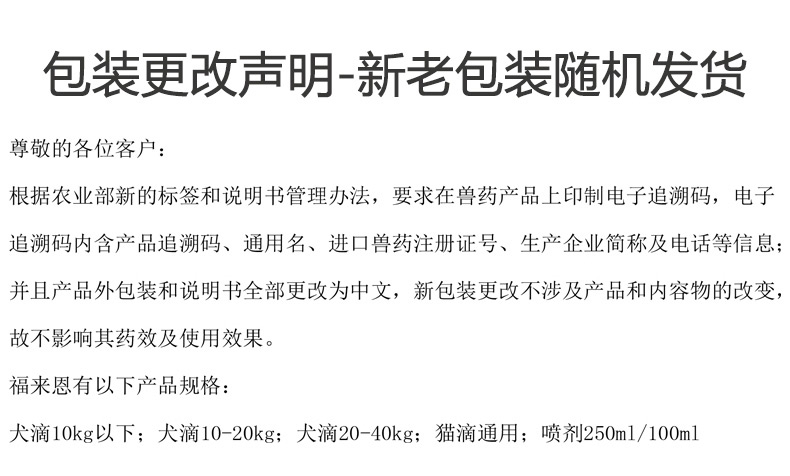 包装更改声明-新老包装随机发货
尊敬的各位客户：
根据农业部新的标签和说明书管理办法，要求在兽药产品上印制电子追溯码，电子
追溯码内含产品追溯码、通用名、进口兽药注册证号、生产企业简称及电话等信息；
并且产品外包装和说明书全部更改为中文，新包装更改不涉及产品和内容物的改变，
故不影响其药效及使用效果。
福来恩有以下产品规格：
犬滴10kg以下；犬滴10-20kg；犬滴20-40kg；猫滴通用；喷剂250ml/100ml